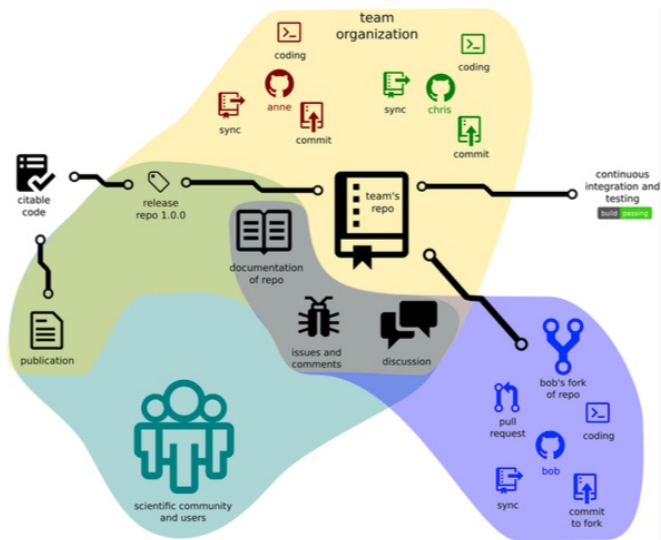 team
organization
coding
coding
anne
chris
sync
sync
commit
commit
citable
code
release
repo 1.0.0
team's
repo
continuous
integration and
testing
build passing
documentation
of repo
publication
issues and
comments
discussion
bob's fork
of repo
pull
request
coding
bob
sync
commit
to fork
scientific community
and users